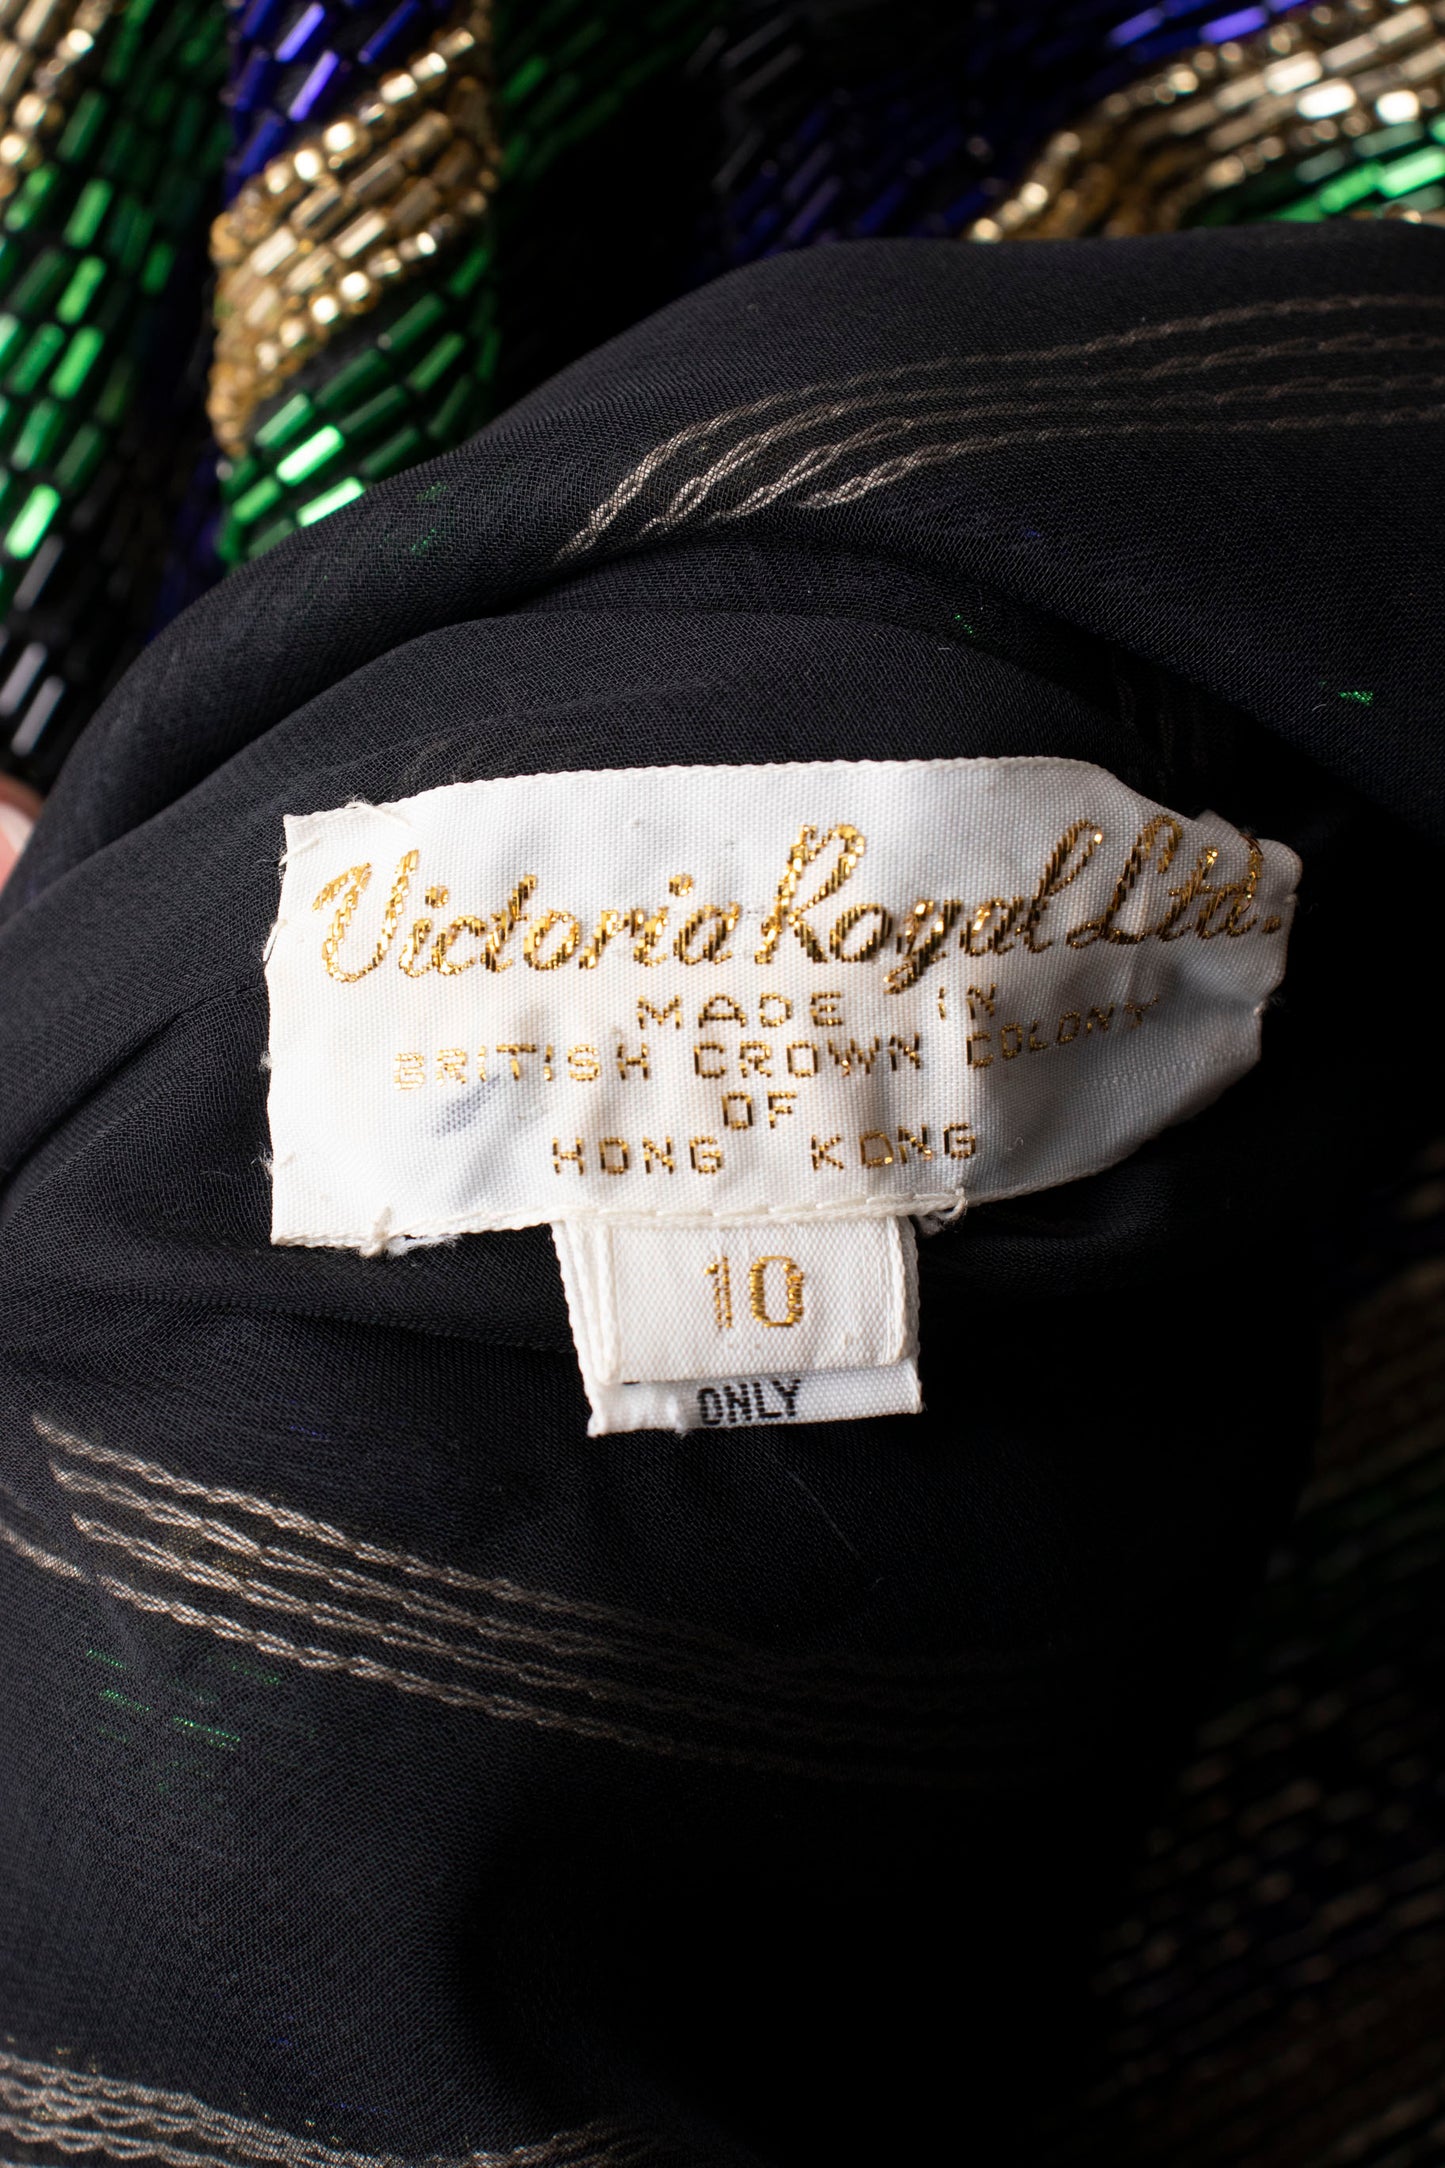 Victoria Royal Ltd.
MADE IN
BRITISH CROWN COLONY
OF
HONG KONG
10
ONLY